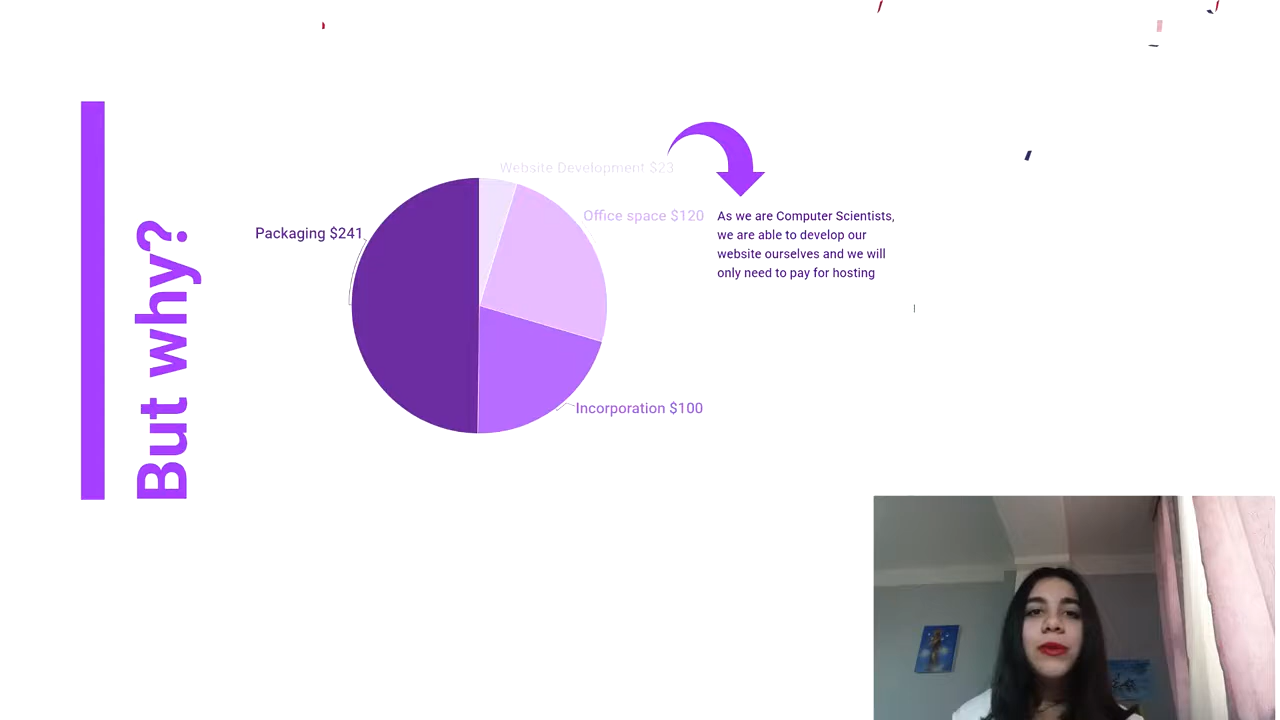 But why?
Website Development $23
Office space $120
Packaging $241
Incorporation $100
As we are Computer Scientists,
we are able to develop our
website ourselves and we will
only need to pay for hosting